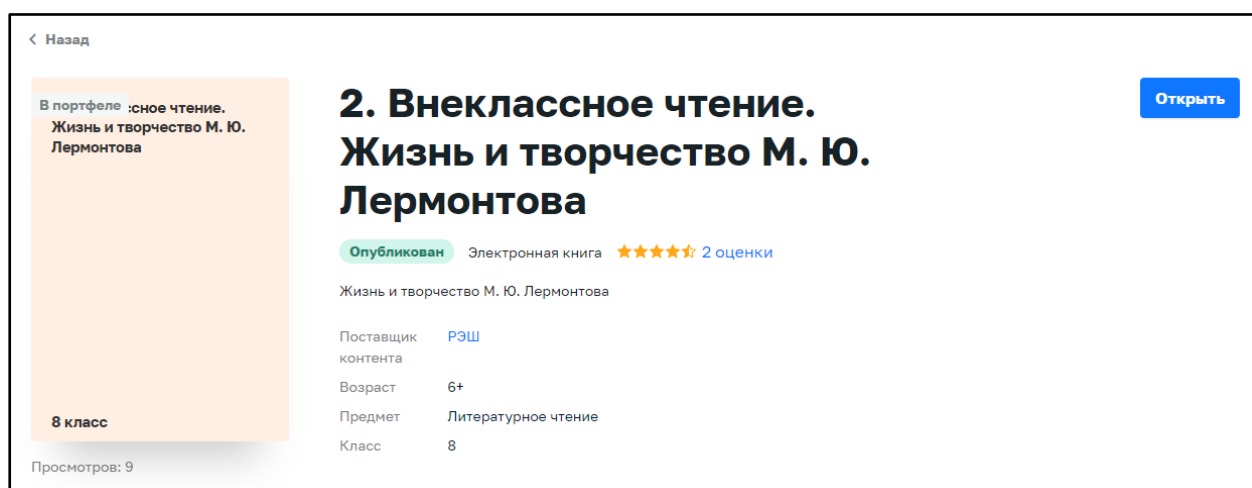 Назад
В портфеле
сное чтение.
Жизнь и творчество М. Ю.
Лермонтова
8 класс
Просмотров: 9
2. Внеклассное чтение.
Жизнь и творчество М. Ю.
Лермонтова
Опубликован Электронная книга 2 оценки
Жизнь и творчество М. Ю. Лермонтова
Поставщик контента РЭШ
Возраст 6+
Предмет Литературное чтение
Класс 8
Открыть